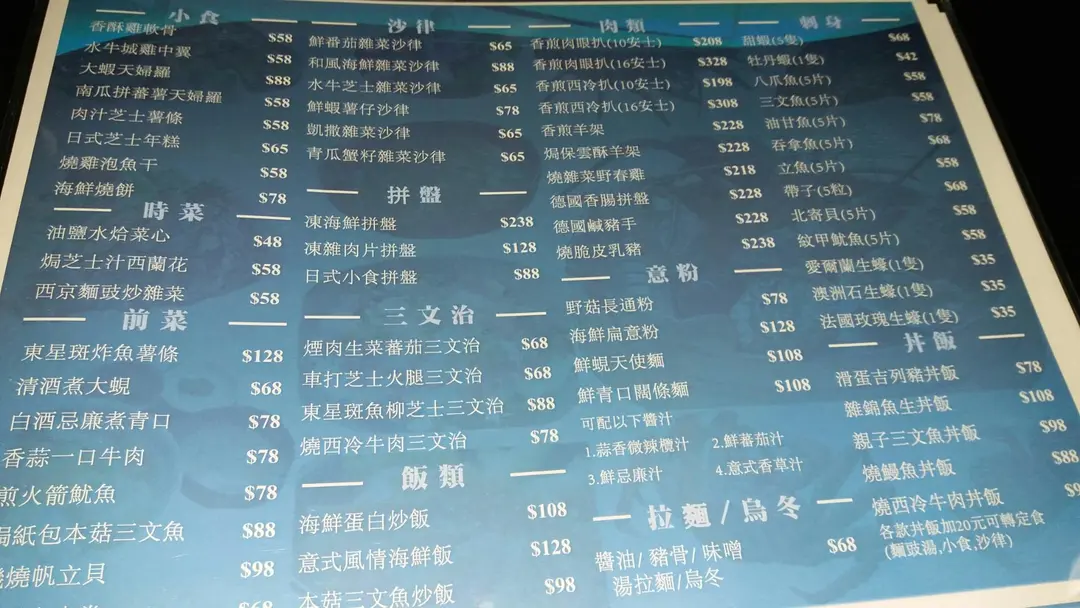 小食
香酥雞軟骨 $58
水牛城雞中翼 $58
大蝦天婦羅 $88
南瓜拼蕃薯天婦羅 $58
肉汁芝士薯條 $58
日式芝士年糕 $65
燒雞泡魚干 $58
海鮮燒餅 $78
時菜
油鹽水烚菜心 $48
焗芝士汁西蘭花 $58
西京麵豉炒雜菜 $58
前菜
東星斑炸魚薯條 $128
清酒煮大蜆 $68
白酒忌廉煮青口 $78
香蒜一口牛肉 $78
煎火箭魷魚 $78
焗紙包本菇三文魚 $88
燒帆立貝 $98
$68
沙律
鮮番茄雜菜沙律 $65
和風海鮮雜菜沙律 $88
水牛芝士雜菜沙律 $65
鮮蝦薯仔沙律 $78
凱撒雜菜沙律 $65
青瓜蟹籽雜菜沙律 $65
拼盤
凍海鮮拼盤 $238
凍雜肉片拼盤 $128
日式小食拼盤 $88
三文治
煙肉生菜蕃茄三文治 $68
車打芝士火腿三文治 $68
東星斑魚柳芝士三文治 $88
燒西冷牛肉三文治 $78
飯類
海鮮蛋白炒飯 $108
意式風情海鮮飯 $128
本菇三文魚炒飯 $98
肉類
香煎肉眼扒(10安士) $208
香煎肉眼扒(16安士) $328
香煎西冷扒(10安士) $198
香煎西冷扒(16安士) $308
香煎羊架 $228
焗保雲酥羊架 $228
燒雜菜野春雞 $218
德國香腸拼盤 $228
德國鹹豬手 $228
燒脆皮乳豬 $238
意粉
野菇長通粉 $78
海鮮扁意粉 $128
鮮蜆天使麵 $108
鮮青口闊條麵 $108
可配以下醬汁
1.蒜香微辣欖汁 2.鮮蕃茄汁
3.鮮忌廉汁 4.意式香草汁
拉麵/烏冬
醬油/豬骨/味噌 $68
湯拉麵/烏冬
刺身
甜蝦(5隻) $68
牡丹蝦(1隻) $42
八爪魚(5片) $58
三文魚(5片) $58
油甘魚(5片) $78
吞拿魚(5片) $68
立魚(5片) $58
帶子(5粒) $68
北寄貝(5片) $58
紋甲魷魚(5片) $58
愛爾蘭生蠔(1隻) $35
澳洲石生蠔(1隻) $35
法國玫瑰生蠔(1隻) $35
丼飯
滑蛋吉列豬丼飯 $78
雜錦魚生丼飯 $108
親子三文魚丼飯 $98
燒鰻魚丼飯 $88
燒西冷牛肉丼飯
各款丼飯加20元可轉定食
(麵豉湯,小食,沙律)